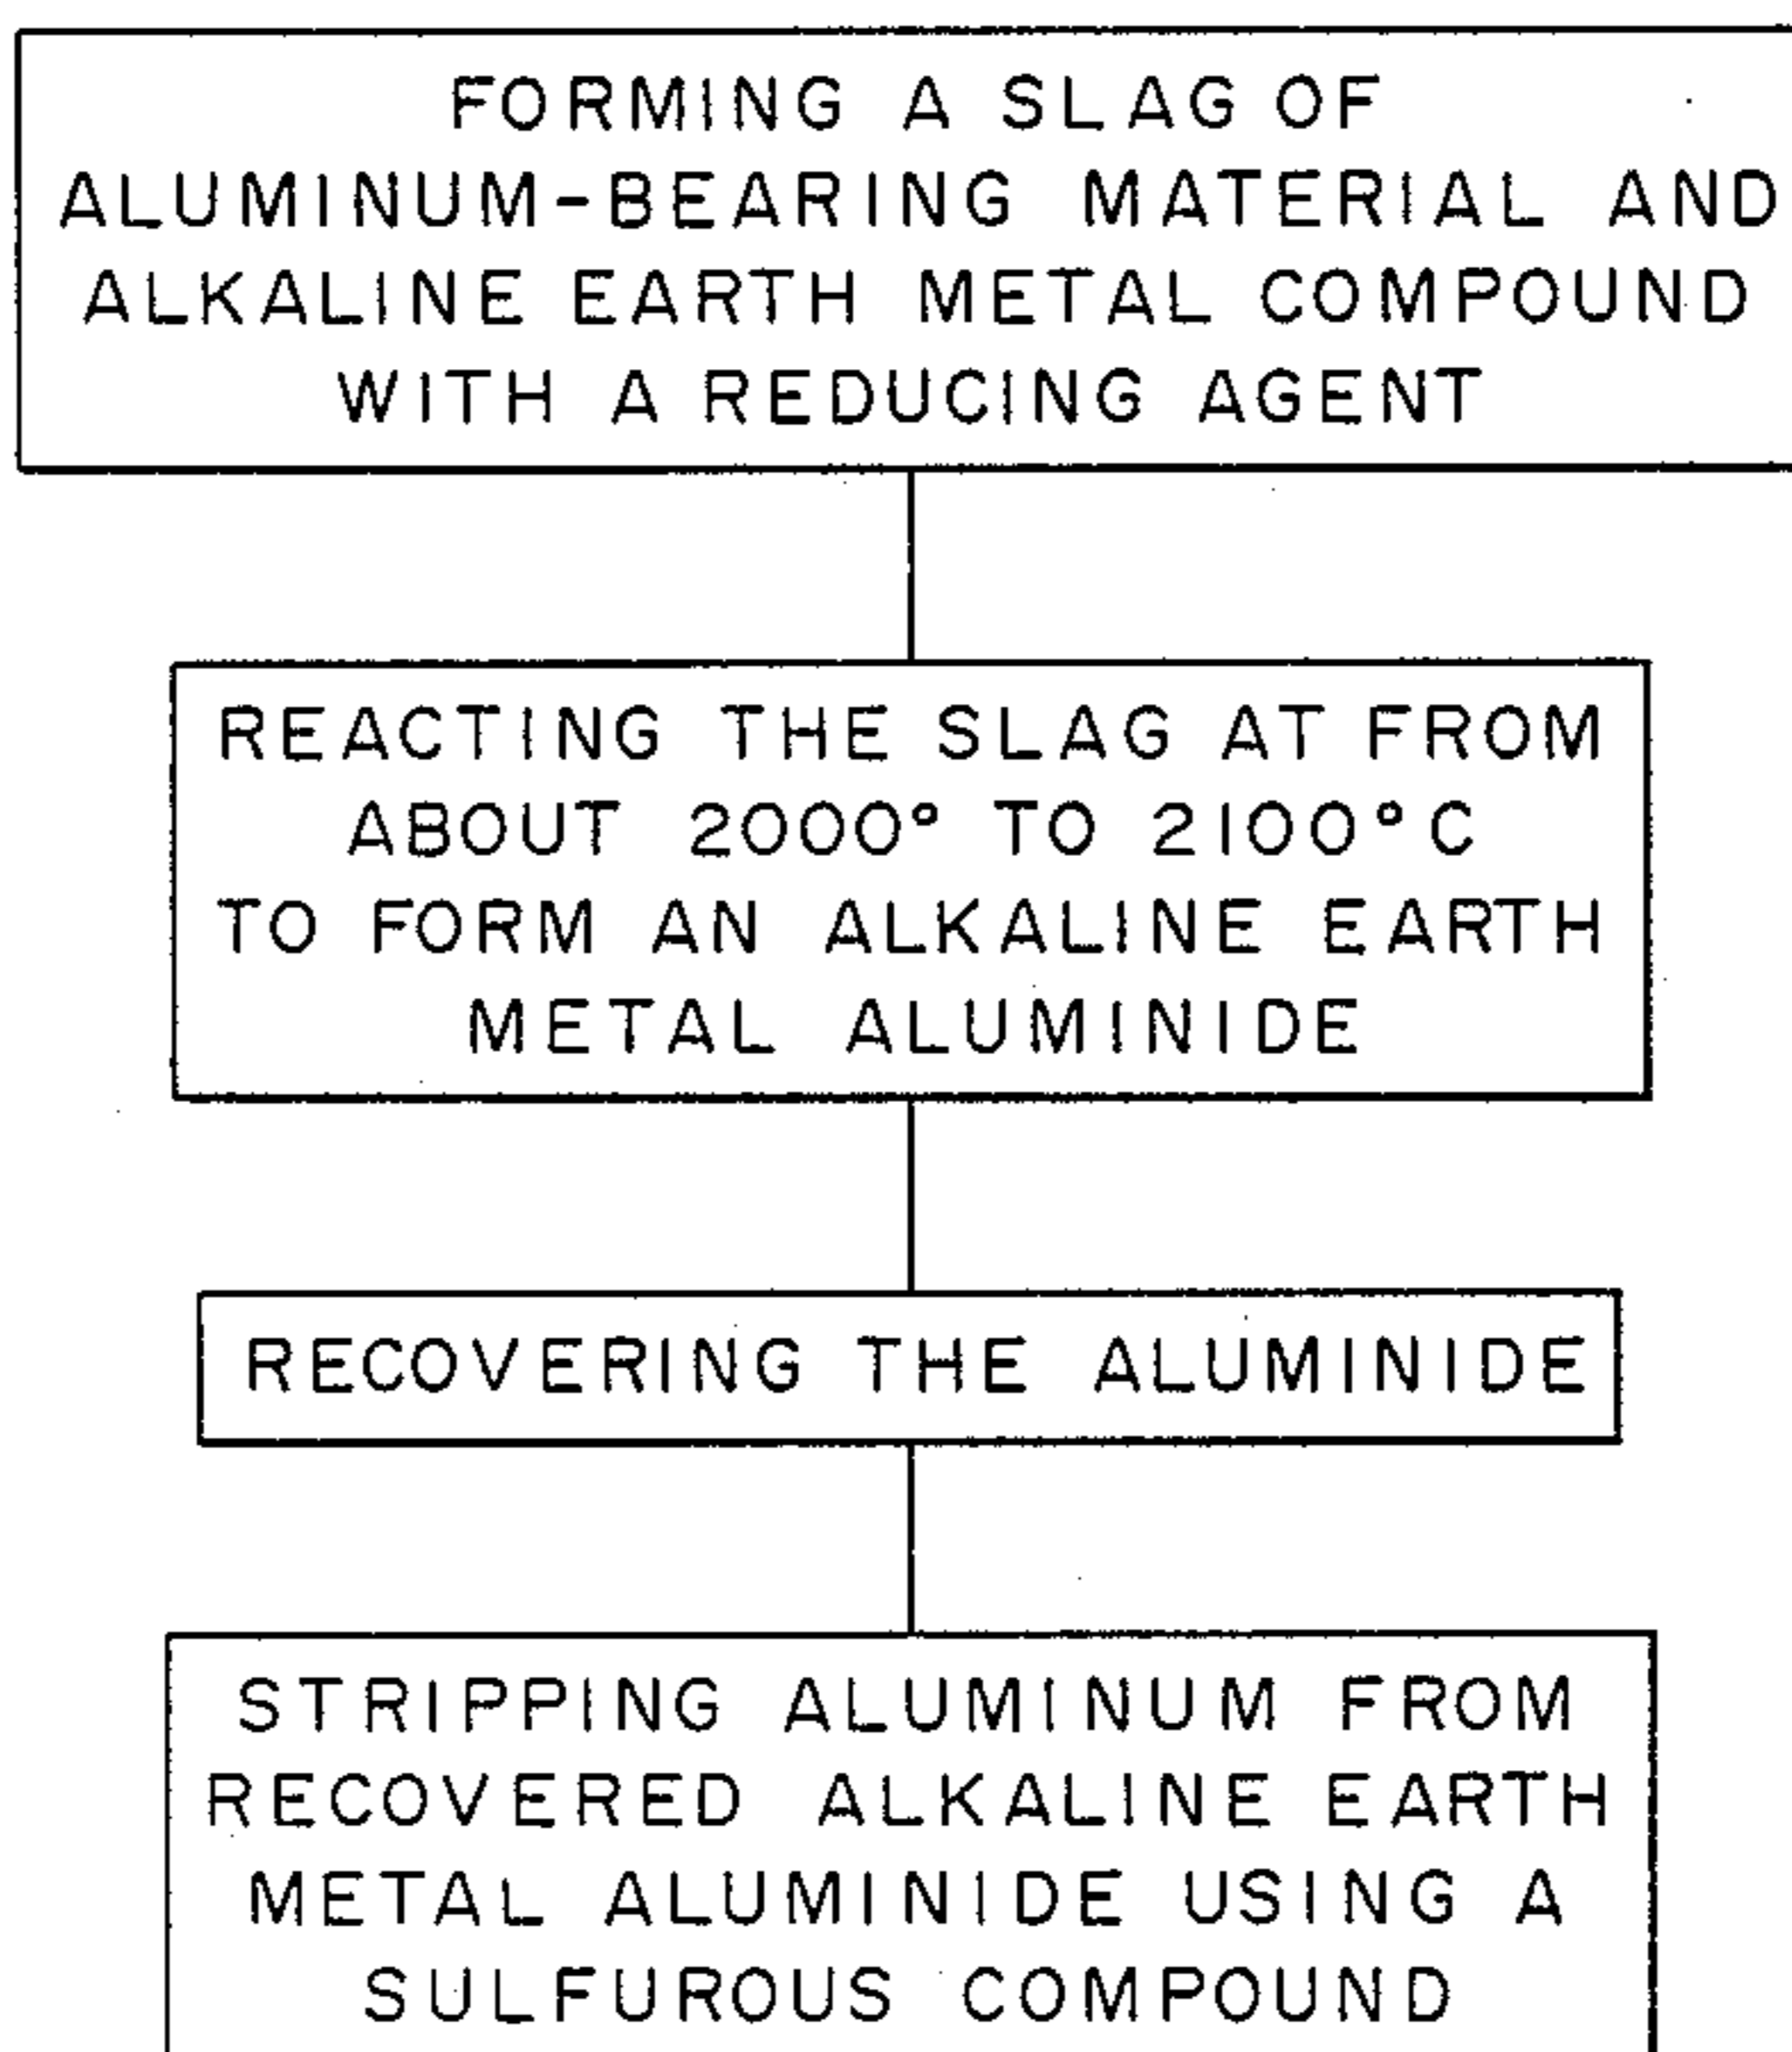 FORMING A SLAG OF
ALUMINUM-BEARING MATERIAL AND
ALKALINE EARTH METAL COMPOUND
WITH A REDUCING AGENT
REACTING THE SLAG AT FROM
ABOUT 2000° TO 2100°C
TO FORM AN ALKALINE EARTH
METAL ALUMINIDE
RECOVERING THE ALUMINIDE
STRIPPING ALUMINUM FROM
RECOVERED ALKALINE EARTH
METAL ALUMINIDE USING A
SULFUROUS COMPOUND